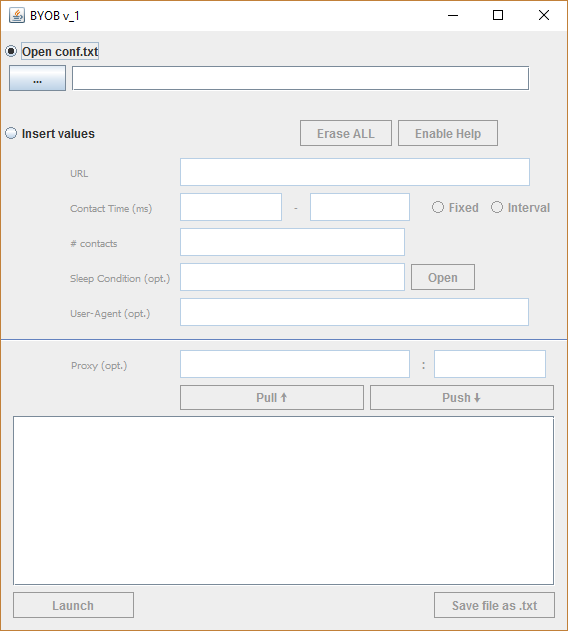 BYOB v_1
Open conf.txt
...
Insert values
Erase ALL
Enable Help
URL
Contact Time (ms)
-
Fixed
Interval
# contacts
Sleep Condition (opt.)
Open
User-Agent (opt.)
Proxy (opt.)
:
Pull ⬆
Push ⬇
Launch
Save file as .txt